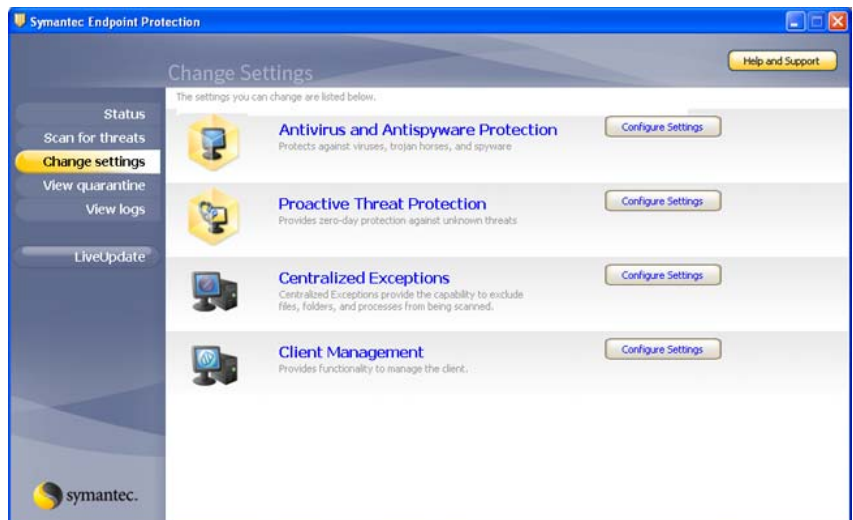 Symantec Endpoint Protection
Change Settings
Help and Support
The settings you can change are listed below.
Status
Scan for threats
Change settings
View quarantine
View logs
LiveUpdate
Antivirus and Antispyware Protection
Protects against viruses, trojan horses, and spyware
Configure Settings
Proactive Threat Protection
Provides zero-day protection against unknown threats
Configure Settings
Centralized Exceptions
Centralized Exceptions provide the capability to exclude
files, folders, and processes from being scanned.
Configure Settings
Client Management
Provides functionality to manage the client.
Configure Settings
symantec.